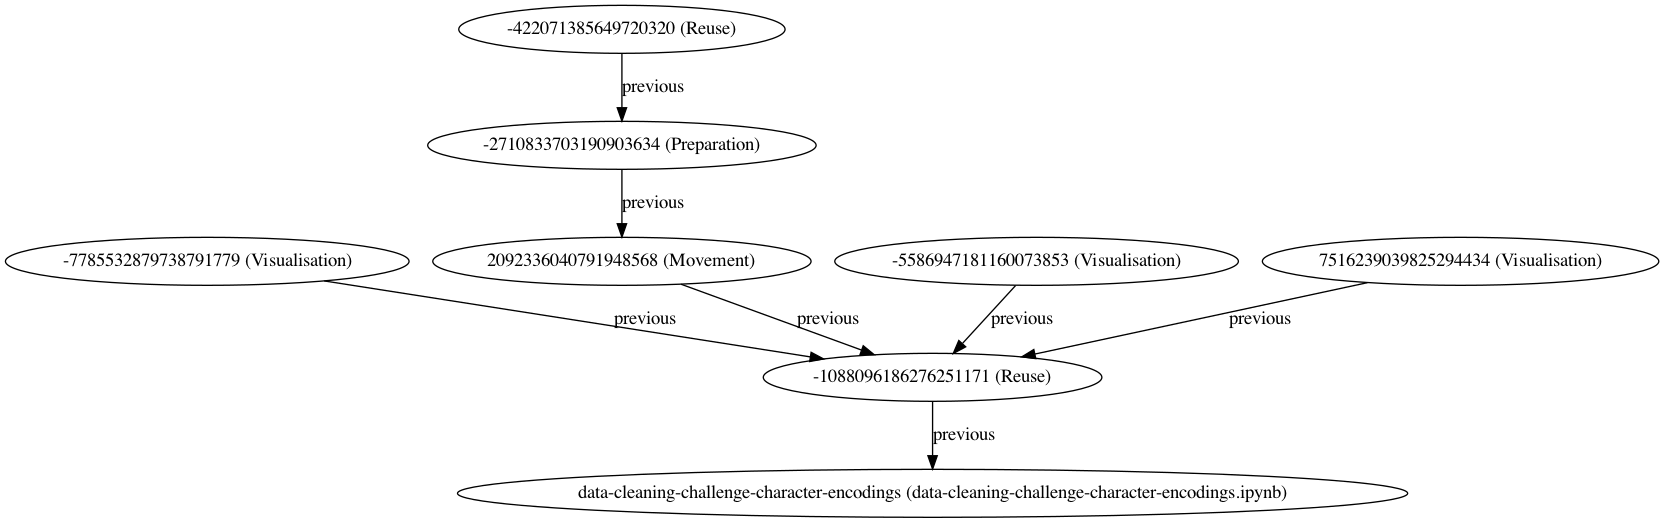 -422071385649720320 (Reuse)
previous
-2710833703190903634 (Preparation)
previous
-7785532879738791779 (Visualisation)
2092336040791948568 (Movement)
-5586947181160073853 (Visualisation)
7516239039825294434 (Visualisation)
previous
previous
previous
previous
-1088096186276251171 (Reuse)
previous
data-cleaning-challenge-character-encodings (data-cleaning-challenge-character-encodings.ipynb)